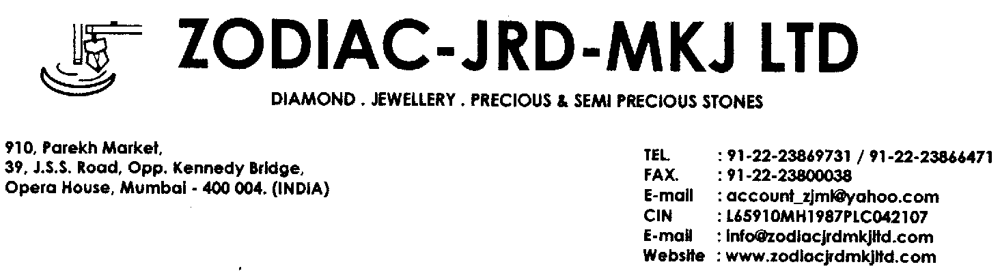 ZODIAC-JRD-MKJ LTD
DIAMOND . JEWELLERY . PRECIOUS & SEMI PRECIOUS STONES
910, Parekh Market,
39, J.S.S. Road, Opp. Kennedy Bridge,
Opera House, Mumbai - 400 004. (INDIA)
TEL. : 91-22-23869731 / 91-22-23866471
FAX. : 91-22-23800038
E-mail : account_zjml@yahoo.com
CIN : L65910MH1987PLC042107
E-mail : info@zodiacjrdmkjltd.com
Website : www.zodiacjrdmkjltd.com